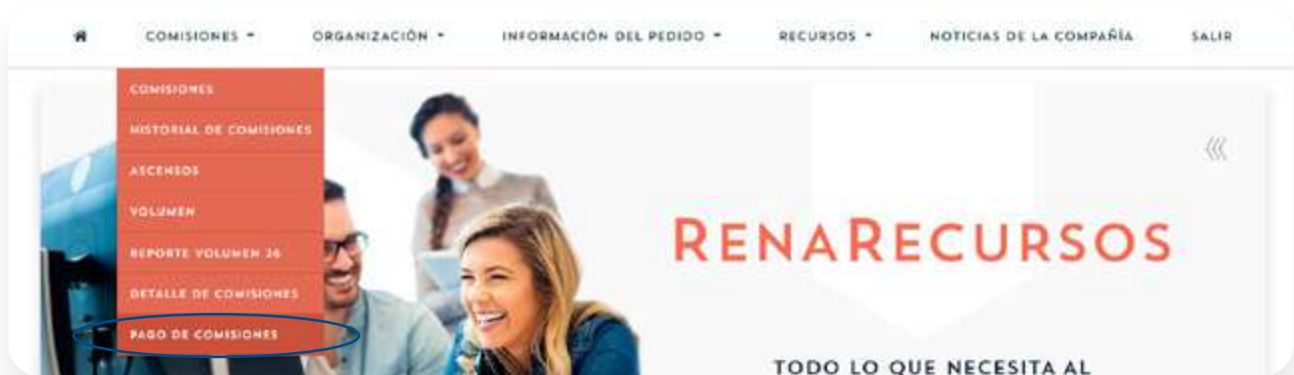 COMISIONES ORGANIZACIÓN INFORMACIÓN DEL PEDIDO RECURSOS NOTICIAS DE LA COMPAÑÍA SALIR
COMISIONES
HISTORIAL DE COMISIONES
ASCENSOS
VOLUMEN
REPORTE VOLUMEN 26
DETALLE DE COMISIONES
PAGO DE COMISIONES
RENARECURSOS
TODO LO QUE NECESITA AL